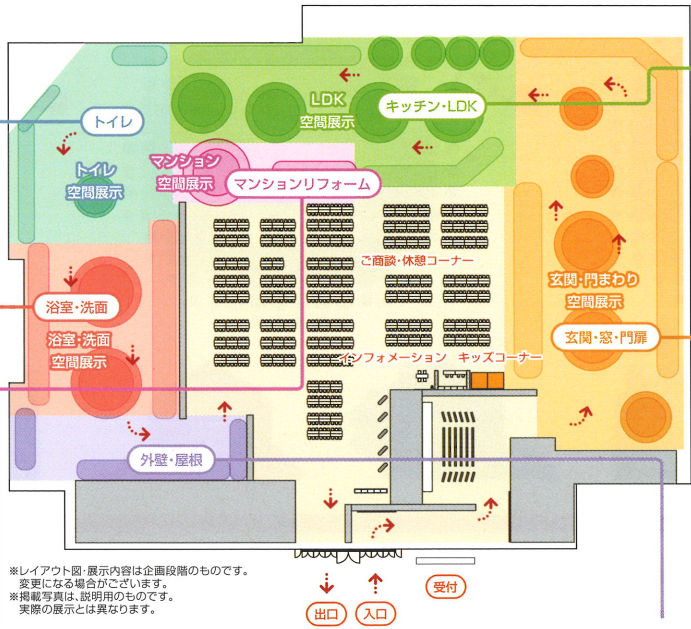 トイレ
キッチン・LDK
LDK
空間展示
マンション
空間展示
マンションリフォーム
トイレ
空間展示
ご商談・休憩コーナー
玄関・門まわり
空間展示
浴室・洗面
浴室・洗面
空間展示
玄関・窓・門扉
インフォメーション キッズコーナー
外壁・屋根
※レイアウト図・展示内容は企画段階のものです。
変更になる場合がございます。
※掲載写真は、説明用のものです。
実際の展示とは異なります。
出口
入口
受付